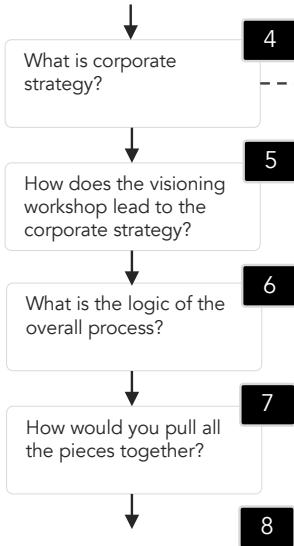 4
What is corporate
strategy?
5
How does the visioning
workshop lead to the
corporate strategy?
6
What is the logic of the
overall process?
7
How would you pull all
the pieces together?
8